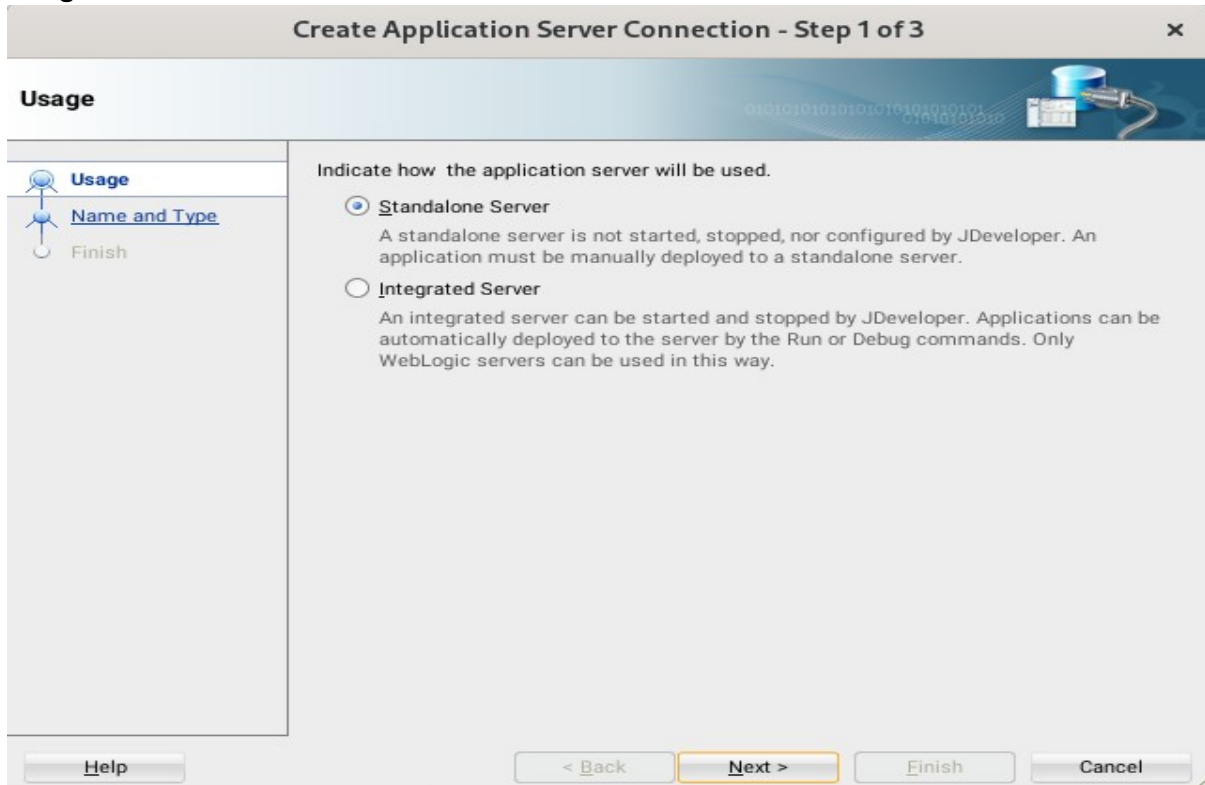 Create Application Server Connection - Step 1 of 3
Usage
Usage
Name and Type
Finish
Indicate how the application server will be used.
Standalone Server
A standalone server is not started, stopped, nor configured by JDeveloper. An
application must be manually deployed to a standalone server.
Integrated Server
An integrated server can be started and stopped by JDeveloper. Applications can be
automatically deployed to the server by the Run or Debug commands. Only
WebLogic servers can be used in this way.
Help
< Back
Next >
Finish
Cancel